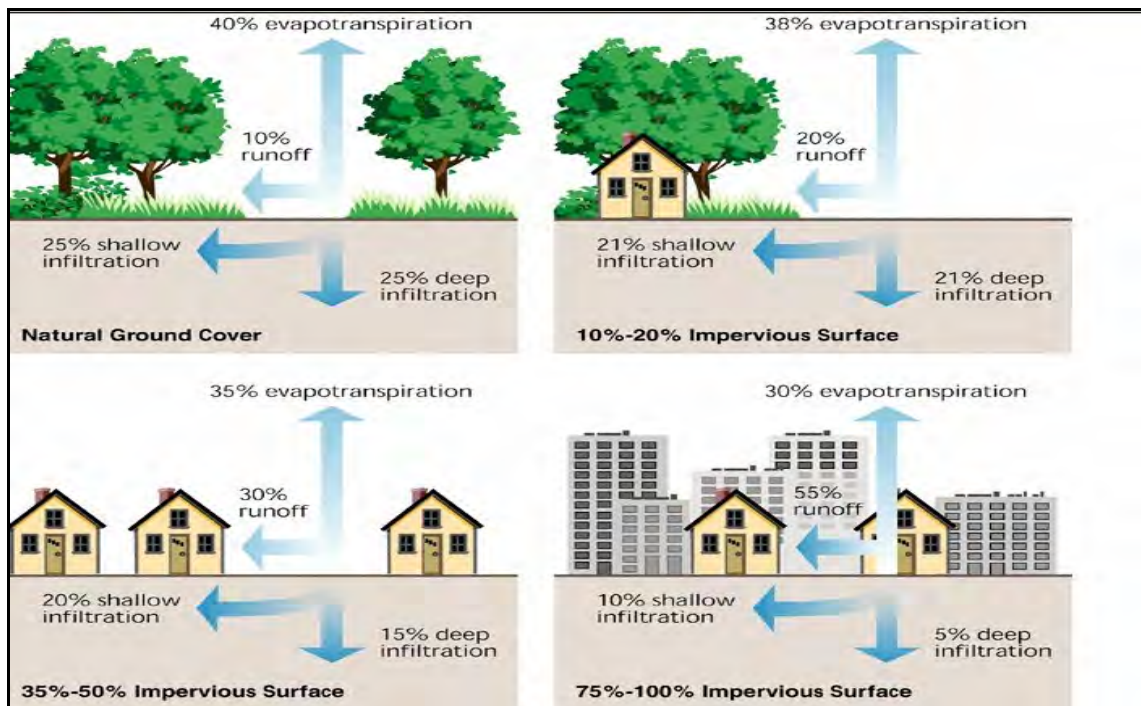 40% evapotranspiration
10%
runoff
25% shallow
infiltration
25% deep
infiltration
Natural Ground Cover
38% evapotranspiration
20%
runoff
21% shallow
infiltration
21% deep
infiltration
10%-20% Impervious Surface
35% evapotranspiration
30%
runoff
20% shallow
infiltration
15% deep
infiltration
35%-50% Impervious Surface
30% evapotranspiration
55%
runoff
10% shallow
infiltration
5% deep
infiltration
75%-100% Impervious Surface